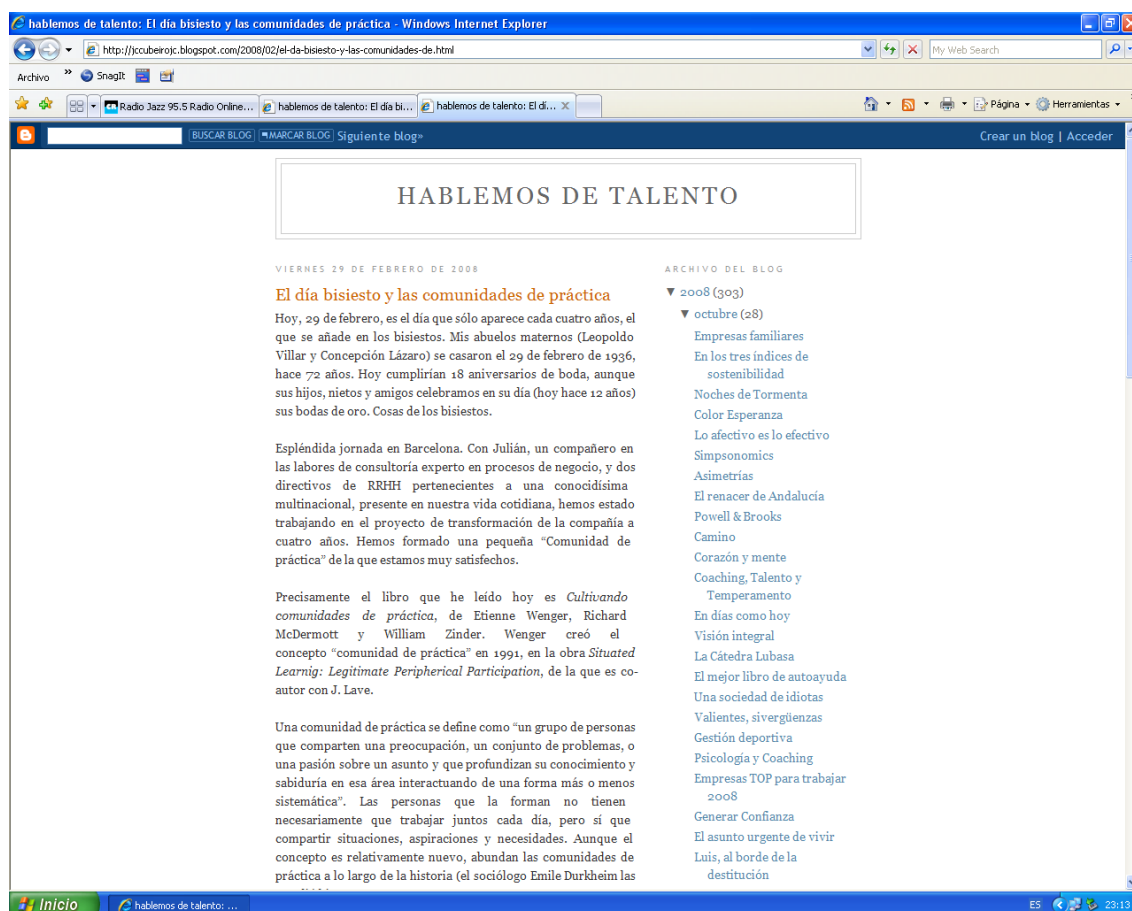 hablemos de talento: El día bisiesto y las comunidades de práctica - Windows Internet Explorer
http://jccubeirojc.blogspot.com/2008/02/el-da-bisiesto-y-las-comunidades-de.html
My Web Search
Archivo » SnagIt
Radio Jazz 95.5 Radio Online... hablemos de talento: El día bi... hablemos de talento: El dí... X
Página Herramientas
BUSCAR BLOG MARCAR BLOG Siguiente blog» Crear un blog | Acceder
HABLEMOS DE TALENTO
VIERNES 29 DE FEBRERO DE 2008
El día bisiesto y las comunidades de práctica
Hoy, 29 de febrero, es el día que sólo aparece cada cuatro años, el
que se añade en los bisiestos. Mis abuelos maternos (Leopoldo
Villar y Concepción Lázaro) se casaron el 29 de febrero de 1936,
hace 72 años. Hoy cumplirían 18 aniversarios de boda, aunque
sus hijos, nietos y amigos celebramos en su día (hoy hace 12 años)
sus bodas de oro. Cosas de los bisiestos.
Espléndida jornada en Barcelona. Con Julián, un compañero en
las labores de consultoría experto en procesos de negocio, y dos
directivos de RRHH pertenecientes a una conocidísima
multinacional, presente en nuestra vida cotidiana, hemos estado
trabajando en el proyecto de transformación de la compañía a
cuatro años. Hemos formado una pequeña “Comunidad de
práctica” de la que estamos muy satisfechos.
Precisamente el libro que he leído hoy es Cultivando
comunidades de práctica, de Etienne Wenger, Richard
McDermott y William Zinder. Wenger creó el
concepto “comunidad de práctica” en 1991, en la obra Situated
Learnig: Legitimate Peripherical Participation, de la que es co-
autor con J. Lave.
Una comunidad de práctica se define como “un grupo de personas
que comparten una preocupación, un conjunto de problemas, o
una pasión sobre un asunto y que profundizan su conocimiento y
sabiduría en esa área interactuando de una forma más o menos
sistemática”. Las personas que la forman no tienen
necesariamente que trabajar juntos cada día, pero sí que
compartir situaciones, aspiraciones y necesidades. Aunque el
concepto es relativamente nuevo, abundan las comunidades de
práctica a lo largo de la historia (el sociólogo Emile Durkheim las
ARCHIVO DEL BLOG
▼ 2008 (303)
▼ octubre (28)
Empresas familiares
En los tres índices de
sostenibilidad
Noches de Tormenta
Color Esperanza
Lo afectivo es lo efectivo
Simpsonomics
Asimetrías
El renacer de Andalucía
Powell & Brooks
Camino
Corazón y mente
Coaching, Talento y
Temperamento
En días como hoy
Visión integral
La Cátedra Lubasa
El mejor libro de autoayuda
Una sociedad de idiotas
Valientes, sivergüenzas
Gestión deportiva
Psicología y Coaching
Empresas TOP para trabajar
2008
Generar Confianza
El asunto urgente de vivir
Luis, al borde de la
destitución
Inicio hablemos de talento: ... ES 23:13